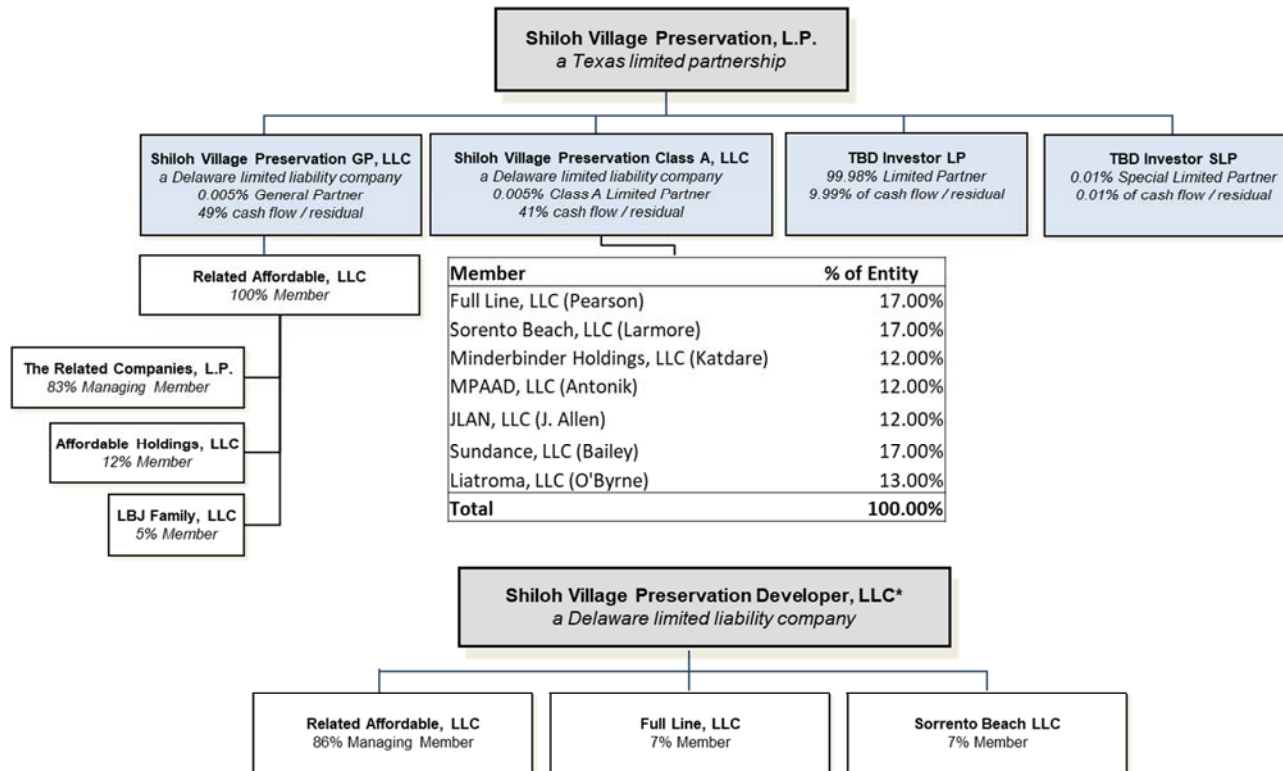 Shiloh Village Preservation, L.P.
a Texas limited partnership
Shiloh Village Preservation GP, LLC
a Delaware limited liability company
0.005% General Partner
49% cash flow / residual
Shiloh Village Preservation Class A, LLC
a Delaware limited liability company
0.005% Class A Limited Partner
41% cash flow / residual
TBD Investor LP
99.98% Limited Partner
9.99% of cash flow / residual
TBD Investor SLP
0.01% Special Limited Partner
0.01% of cash flow / residual
Related Affordable, LLC
100% Member
The Related Companies, L.P.
83% Managing Member
Affordable Holdings, LLC
12% Member
LBJ Family, LLC
5% Member
Member % of Entity
Full Line, LLC (Pearson) 17.00%
Sorento Beach, LLC (Larmore) 17.00%
Minderbinder Holdings, LLC (Katdare) 12.00%
MPAAD, LLC (Antonik) 12.00%
JLAN, LLC (J. Allen) 12.00%
Sundance, LLC (Bailey) 17.00%
Liatroma, LLC (O'Byrne) 13.00%
Total 100.00%
Shiloh Village Preservation Developer, LLC*
a Delaware limited liability company
Related Affordable, LLC
86% Managing Member
Full Line, LLC
7% Member
Sorrento Beach LLC
7% Member